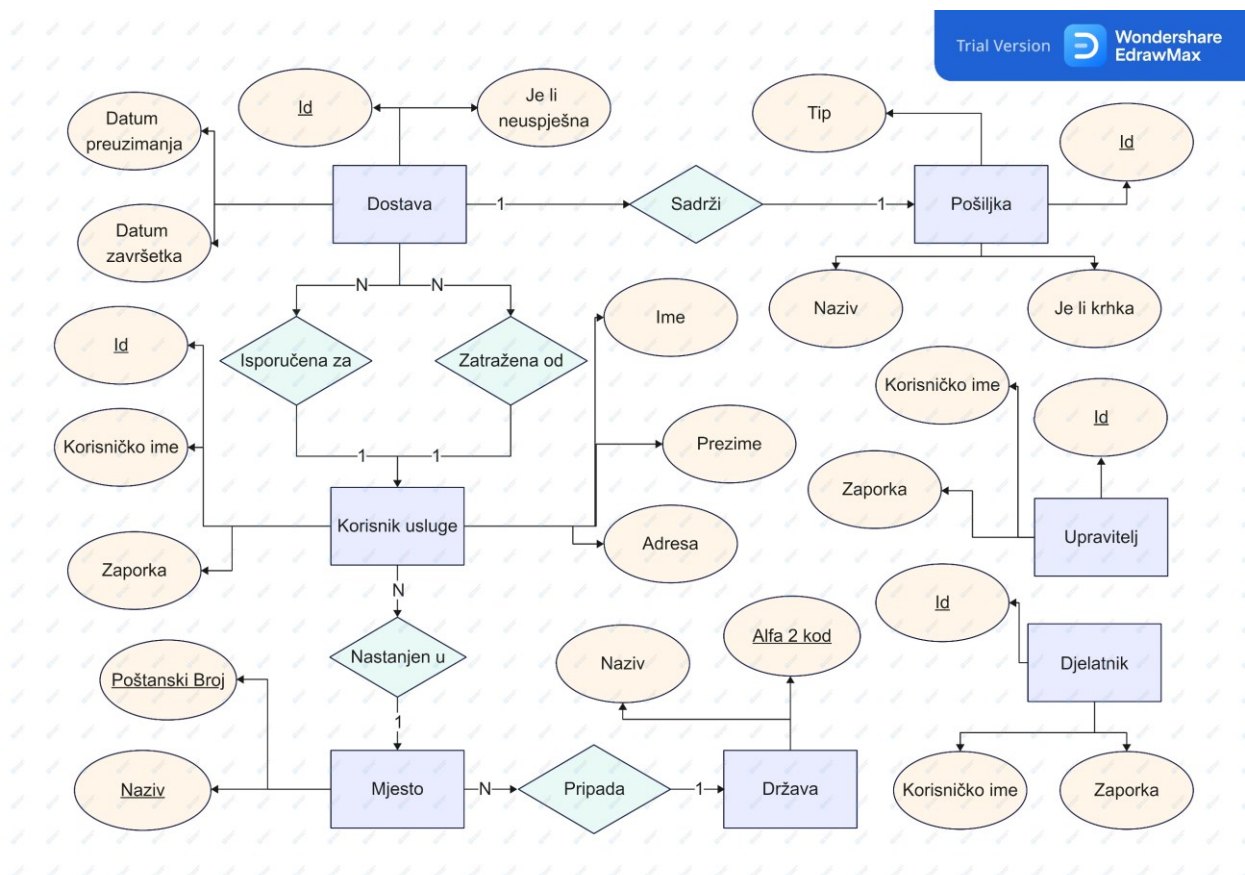 Trial Version
Wondershare
EdrawMax
Datum
preuzimanja
Id
Je li
neuspješna
Tip
Id
Dostava
1
Sadrži
1
Pošiljka
Datum
završetka
N
N
Naziv
Je li krhka
Id
Isporučena za
Zatražena od
Ime
Korisničko ime
Id
Korisničko ime
1
1
Prezime
Zaporka
Korisnik usluge
Adresa
Upravitelj
Zaporka
N
Id
Nastanjen u
Naziv
Alfa 2 kod
Djelatnik
Poštanski Broj
1
Naziv
Mjesto
N
Pripada
1
Država
Korisničko ime
Zaporka